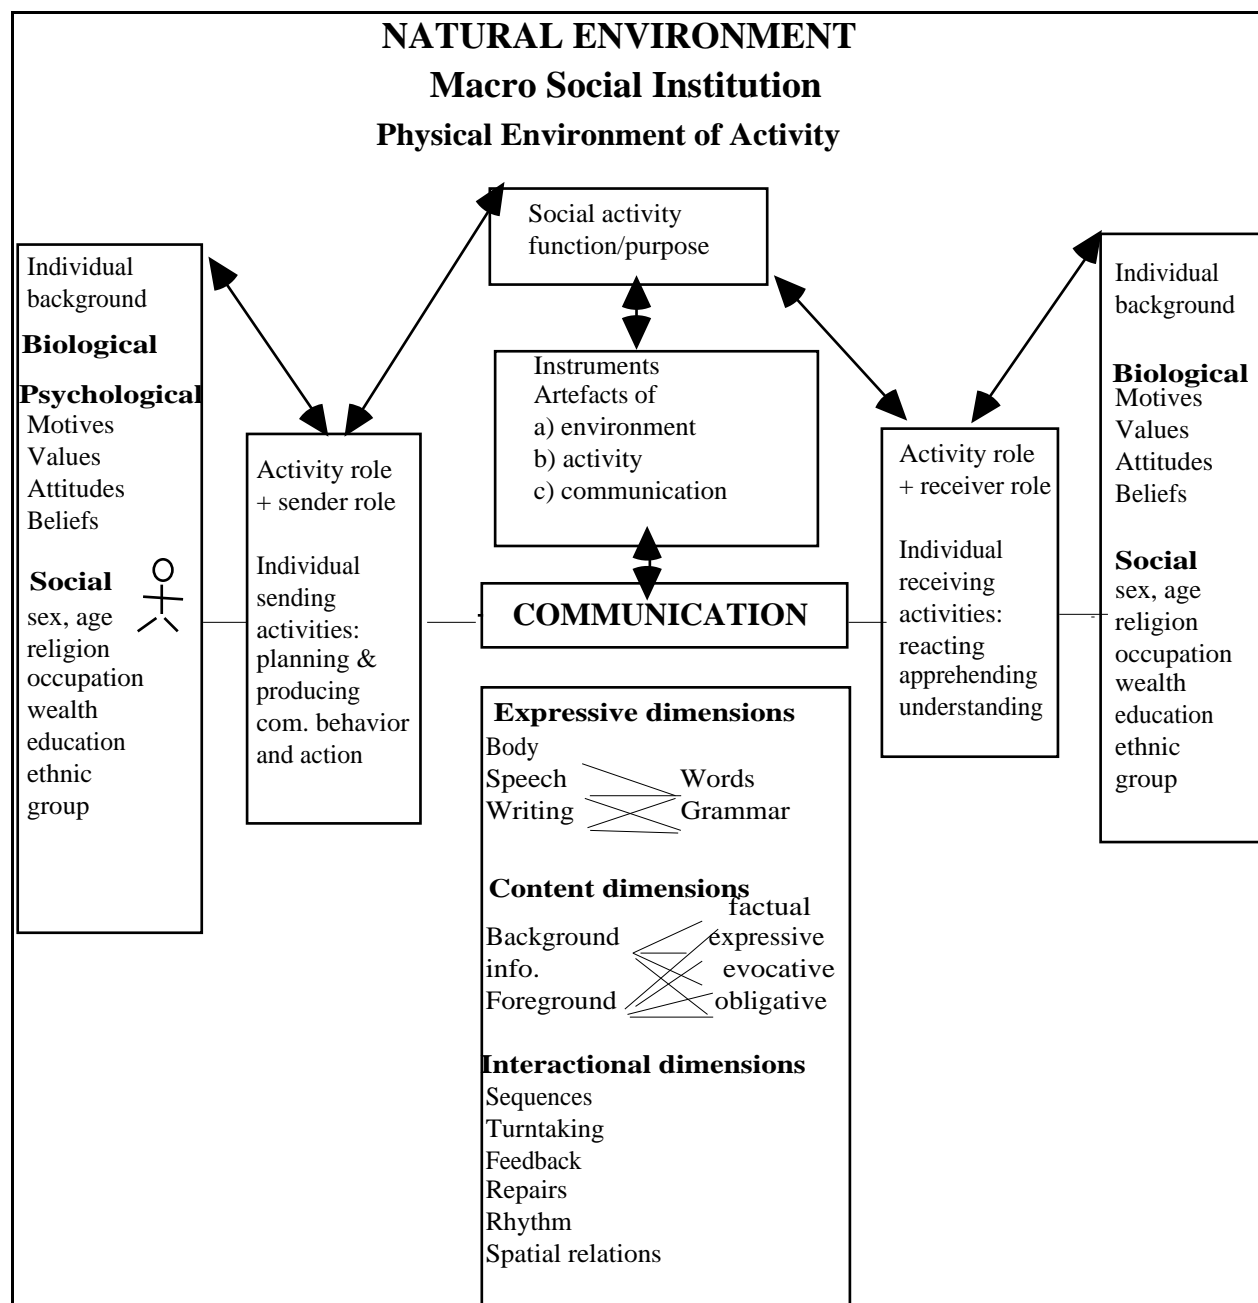 NATURAL ENVIRONMENT
Macro Social Institution
Physical Environment of Activity
Social activity
function/purpose
Individual
background
Biological
Psychological
Motives
Values
Attitudes
Beliefs
Social
sex, age
religion
occupation
wealth
education
ethnic
group
Activity role
+ sender role
Individual
sending
activities:
planning &
producing
com. behavior
and action
Instruments
Artefacts of
a) environment
b) activity
c) communication
COMMUNICATION
Expressive dimensions
Body
Speech Words
Writing Grammar
Content dimensions
factual
Background expressive
info. evocative
Foreground obligative
Interactional dimensions
Sequences
Turntaking
Feedback
Repairs
Rhythm
Spatial relations
Activity role
+ receiver role
Individual
receiving
activities:
reacting
apprehending
understanding
Individual
background
Biological
Motives
Values
Attitudes
Beliefs
Social
sex, age
religion
occupation
wealth
education
ethnic
group